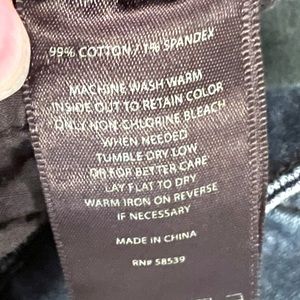 99% COTTON / 1% SPANDEX
MACHINE WASH WARM
INSIDE OUT TO RETAIN COLOR
ONLY NON-CHLORINE BLEACH
WHEN NEEDED
TUMBLE DRY LOW
OR FOR BETTER CARE
LAY FLAT TO DRY
WARM IRON ON REVERSE
IF NECESSARY
MADE IN CHINA
RN# 58539